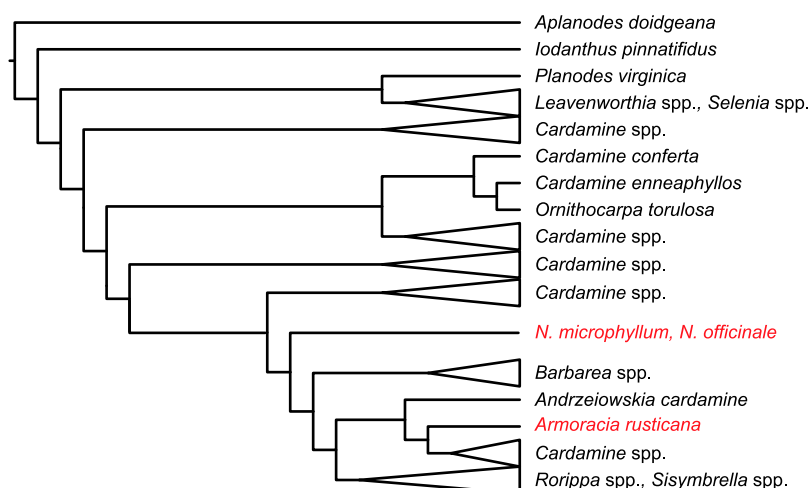 Aplanodes doidgeana
Iodanthus pinnatifidus
Planodes virginica
Leavenworthia spp., Selenia spp.
Cardamine spp.
Cardamine conferta
Cardamine enneaphyllos
Ornithocarpa torulosa
Cardamine spp.
Cardamine spp.
Cardamine spp.
N. microphyllum, N. officinale
Barbarea spp.
Andrzeiowskia cardamine
Armoracia rusticana
Cardamine spp.
Rorippa spp., Sisymbrella spp.